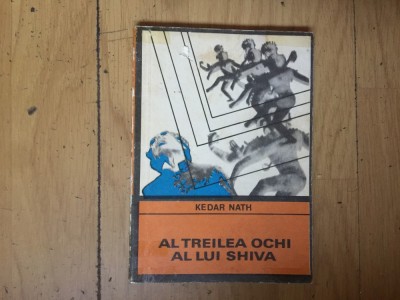 KEDAR NATH
AL TREILEA OCHI
AL LUI SHIVA